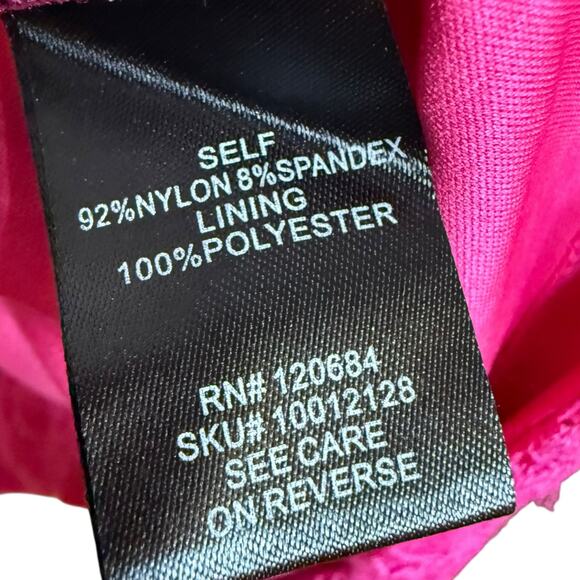 SELF
92%NYLON 8%SPANDEX
LINING
100%POLYESTER
RN# 120684
SKU# 10012128
SEE CARE
ON REVERSE